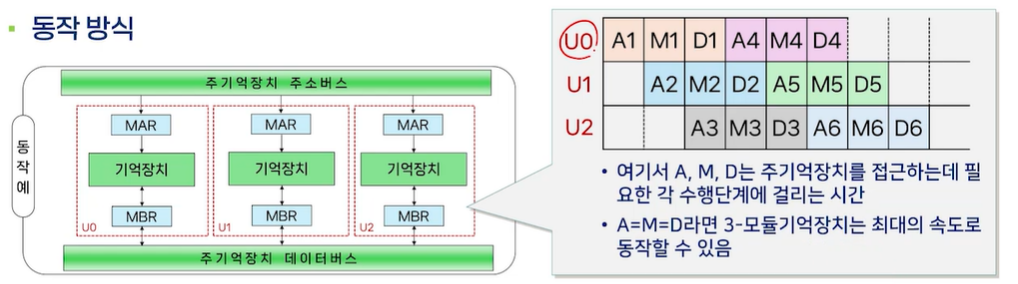 동작 방식
동작예
주기억장치 주소버스
MAR MAR MAR
기억장치 기억장치 기억장치
MBR MBR MBR
U0 U1 U2
주기억장치 데이터버스
U0 A1 M1 D1 A4 M4 D4
U1 A2 M2 D2 A5 M5 D5
U2 A3 M3 D3 A6 M6 D6
• 여기서 A, M, D는 주기억장치를 접근하는데 필
요한 각 수행단계에 걸리는 시간
• A=M=D라면 3-모듈기억장치는 최대의 속도로
동작할 수 있음